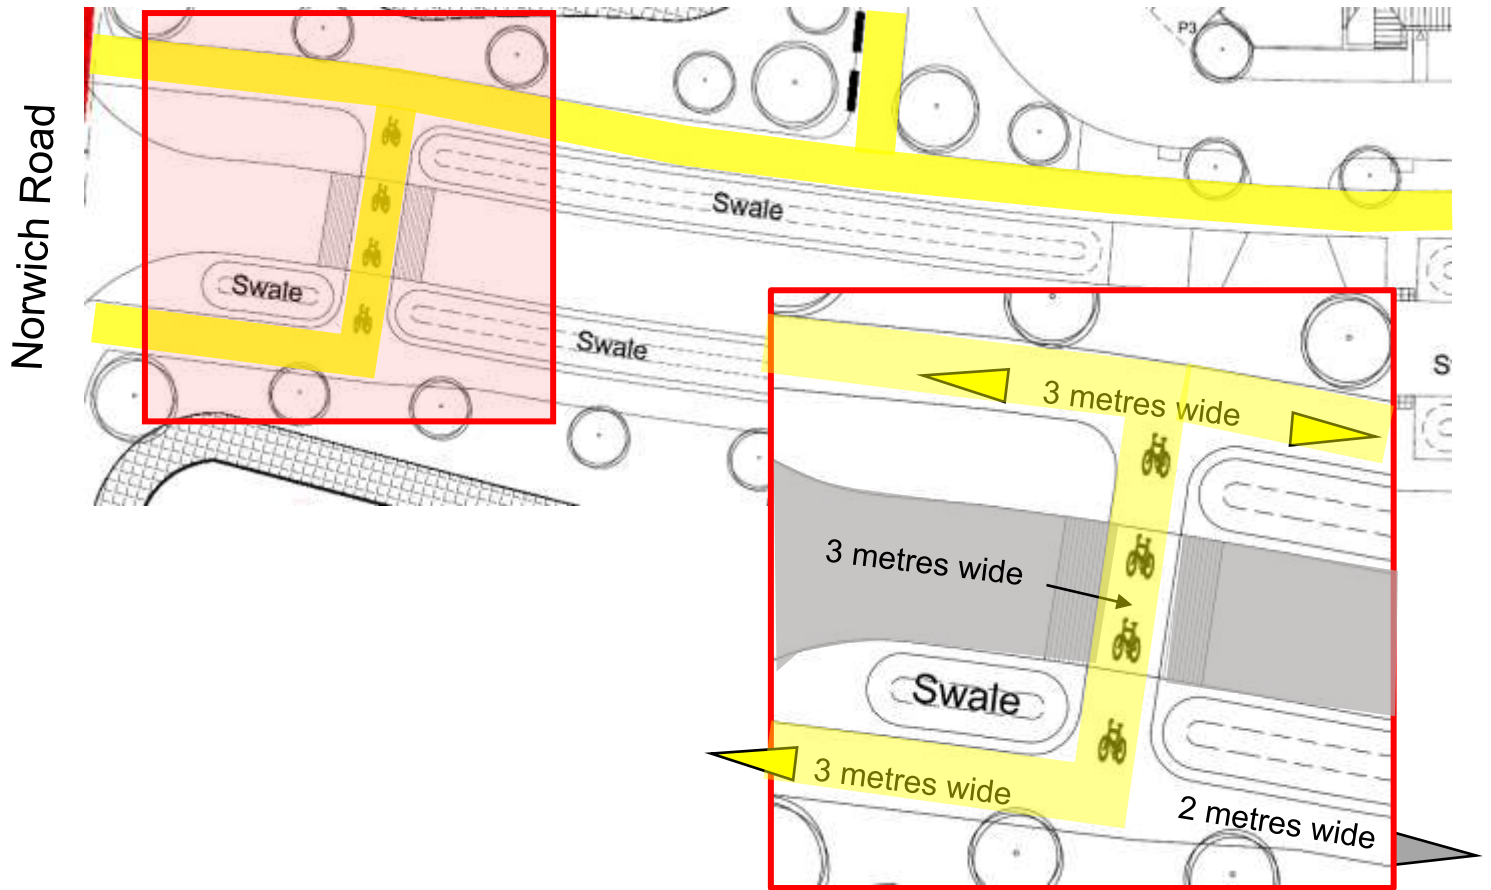 P3
Norwich Road
Swale
Swale
Swale
S
3 metres wide
3 metres wide
Swale
3 metres wide
2 metres wide